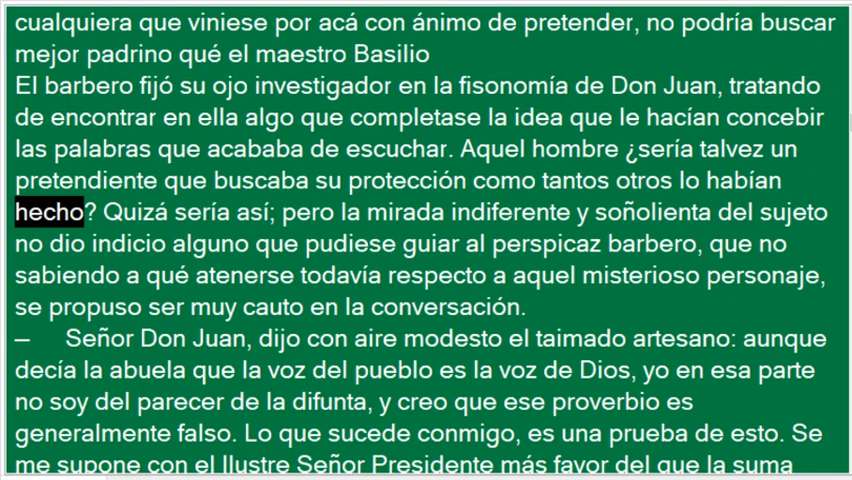 cualquiera que viniese por acá con ánimo de pretender, no podría buscar
mejor padrino qué el maestro Basilio
El barbero fijó su ojo investigador en la fisonomía de Don Juan, tratando
de encontrar en ella algo que completase la idea que le hacían concebir
las palabras que acababa de escuchar. Aquel hombre ¿sería talvez un
pretendiente que buscaba su protección como tantos otros lo habían
hecho? Quizá sería así; pero la mirada indiferente y soñolienta del sujeto
no dio indicio alguno que pudiese guiar al perspicaz barbero, que no
sabiendo a qué atenerse todavía respecto a aquel misterioso personaje,
se propuso ser muy cauto en la conversación.
– Señor Don Juan, dijo con aire modesto el taimado artesano: aunque
decía la abuela que la voz del pueblo es la voz de Dios, yo en esa parte
no soy del parecer de la difunta, y creo que ese proverbio es
generalmente falso. Lo que sucede conmigo, es una prueba de esto. Se
me supone con el Ilustre Señor Presidente más favor del que la suma